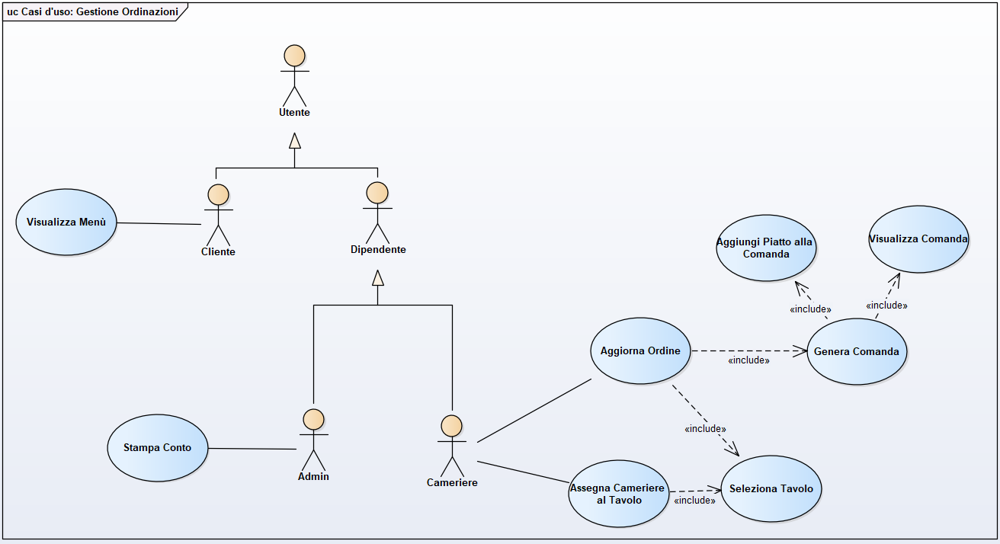 uc Casi d'uso: Gestione Ordinazioni
Utente
Cliente
Dipendente
Visualizza Menù
Aggiungi Piatto alla
Comanda
Visualizza Comanda
«include»
«include»
Aggiorna Ordine
«include»
Genera Comanda
«include»
Stampa Conto
Admin
Cameriere
Assegna Cameriere
al Tavolo
«include»
Seleziona Tavolo